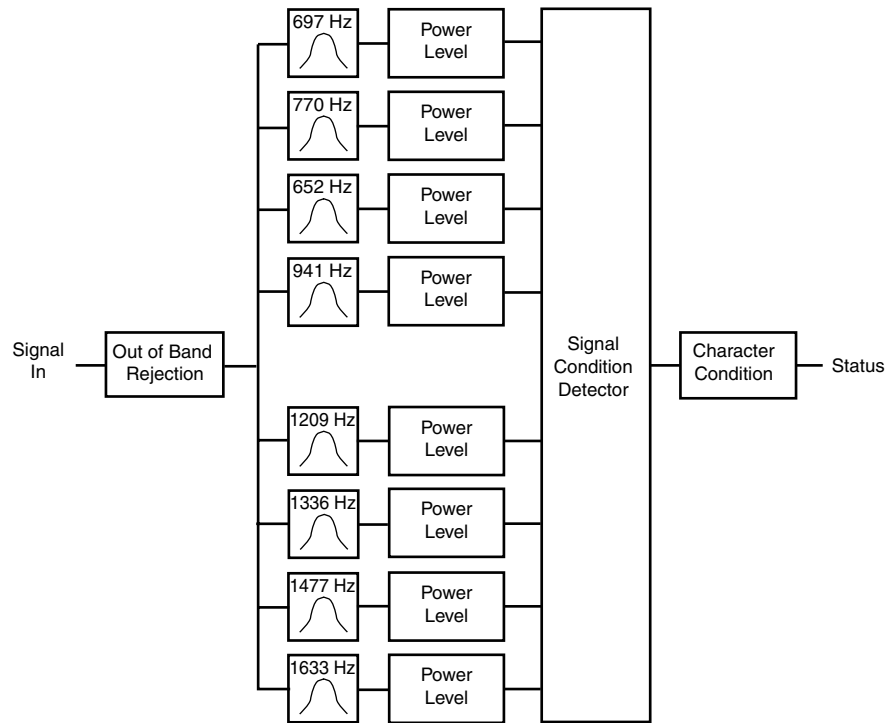 697 Hz
Power
Level
770 Hz
Power
Level
652 Hz
Power
Level
941 Hz
Power
Level
Signal
In
Out of Band
Rejection
Signal
Condition
Detector
Character
Condition
Status
1209 Hz
Power
Level
1336 Hz
Power
Level
1477 Hz
Power
Level
1633 Hz
Power
Level